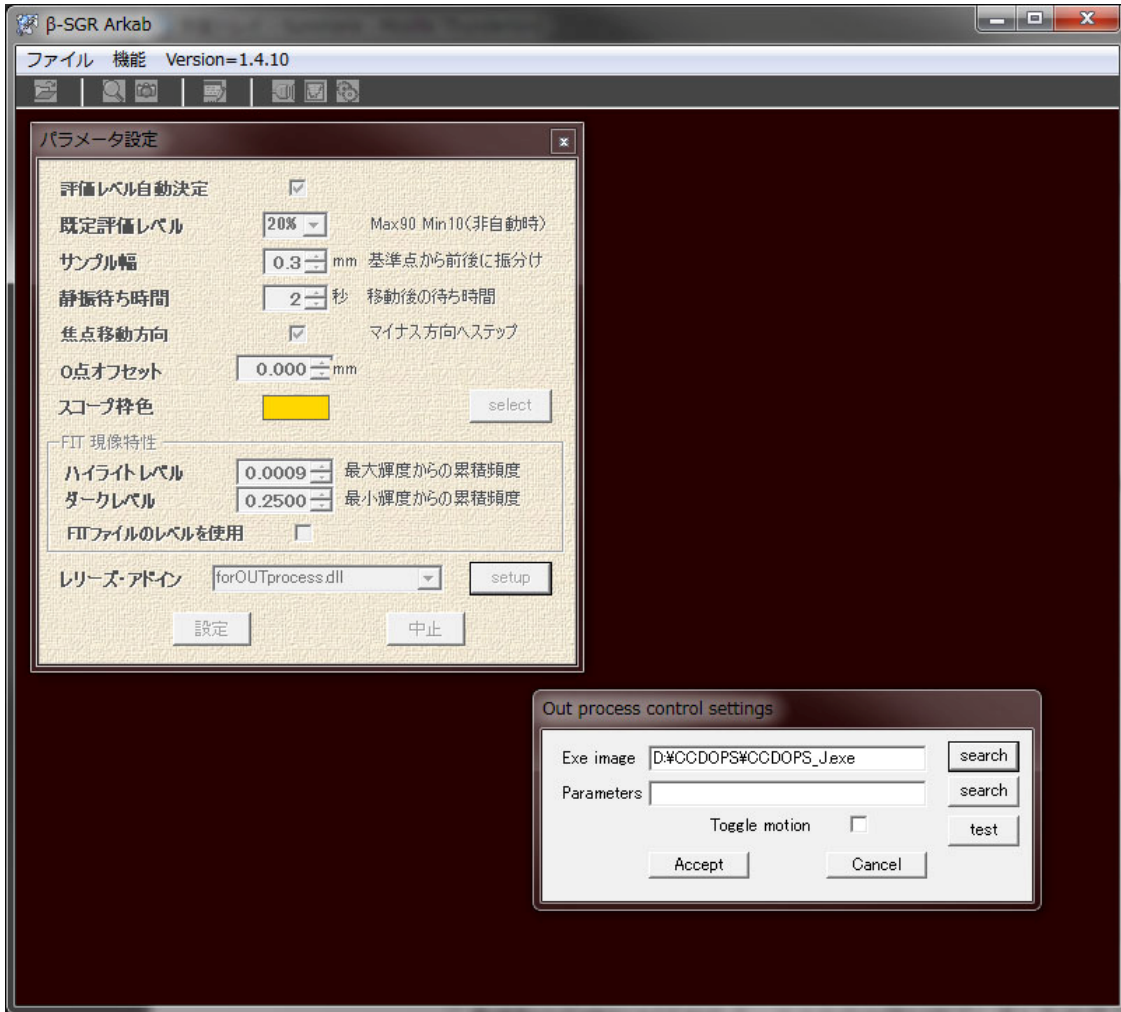 β-SGR Arkab
ファイル 機能 Version=1.4.10
パラメータ設定
評価レベル自動決定
既定評価レベル 20% Max90 Min10(非自動時)
サンプル幅 0.3 mm 基準点から前後に振分け
静振待ち時間 2 秒 移動後の待ち時間
焦点移動方向 マイナス方向へステップ
0点オフセット 0.000 mm
スコープ枠色 select
FIT 現像特性
ハイライトレベル 0.0009 最大輝度からの累積頻度
ダークレベル 0.2500 最小輝度からの累積頻度
FITファイルのレベルを使用
レリーズ・アドイン forOUTprocess.dll setup
設定 中止
Out process control settings
Exe image D:¥CCDOPS¥CCDOPS_J.exe search
Parameters search
Toggle motion test
Accept Cancel